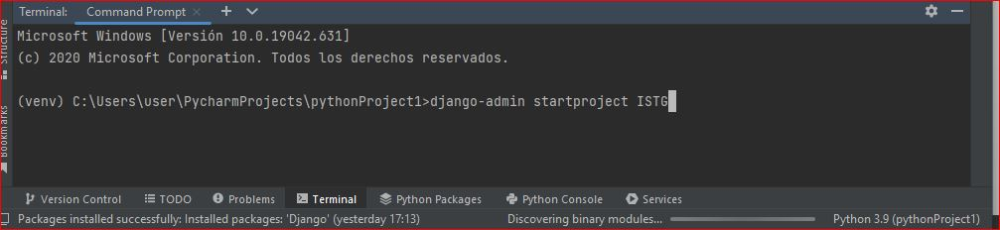 Terminal: Command Prompt
Structure
Microsoft Windows [Versión 10.0.19042.631]
(c) 2020 Microsoft Corporation. Todos los derechos reservados.
(venv) C:\Users\user\PycharmProjects\pythonProject1>django-admin startproject ISTG
Bookmarks
Version Control TODO Problems Terminal Python Packages Python Console Services
Packages installed successfully: Installed packages: 'Django' (yesterday 17:13) Discovering binary modules... Python 3.9 (pythonProject1)